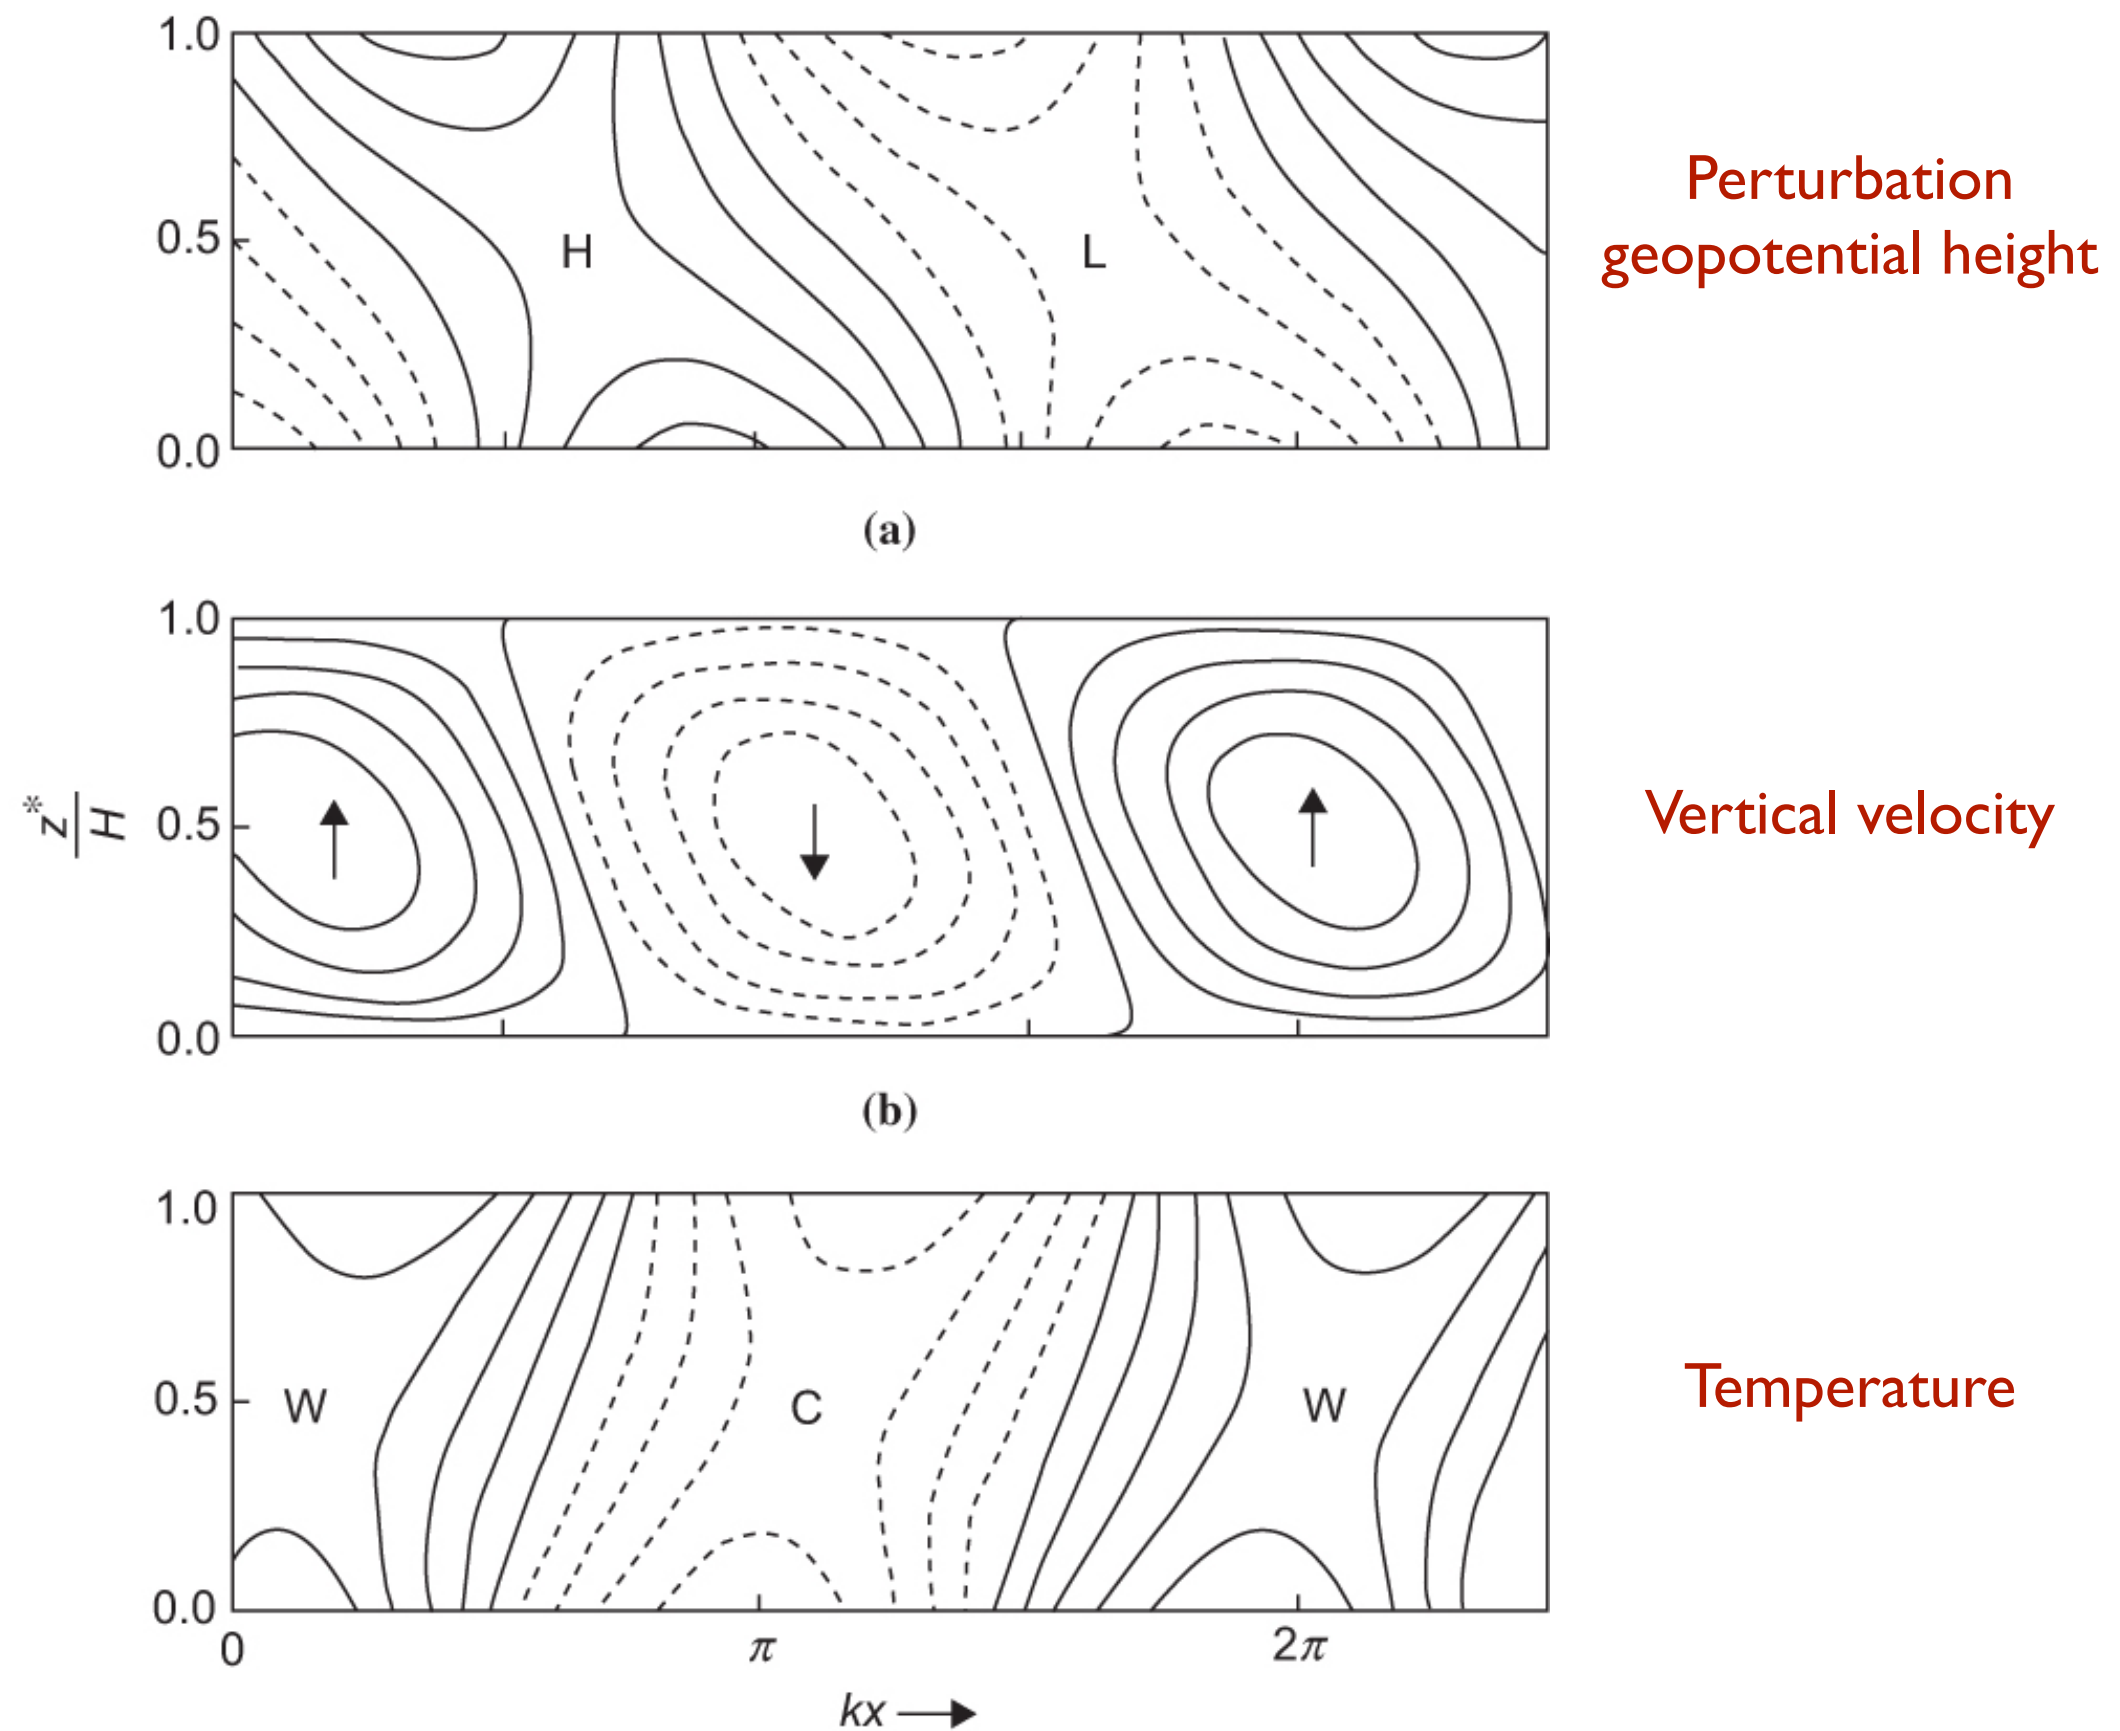 1.0
0.5
0.0
H
L
Perturbation
geopotential height
(a)
1.0
0.5
0.0
z*
H
Vertical velocity
(b)
1.0
0.5
0.0
W
C
W
Temperature
0
π
2π
kx